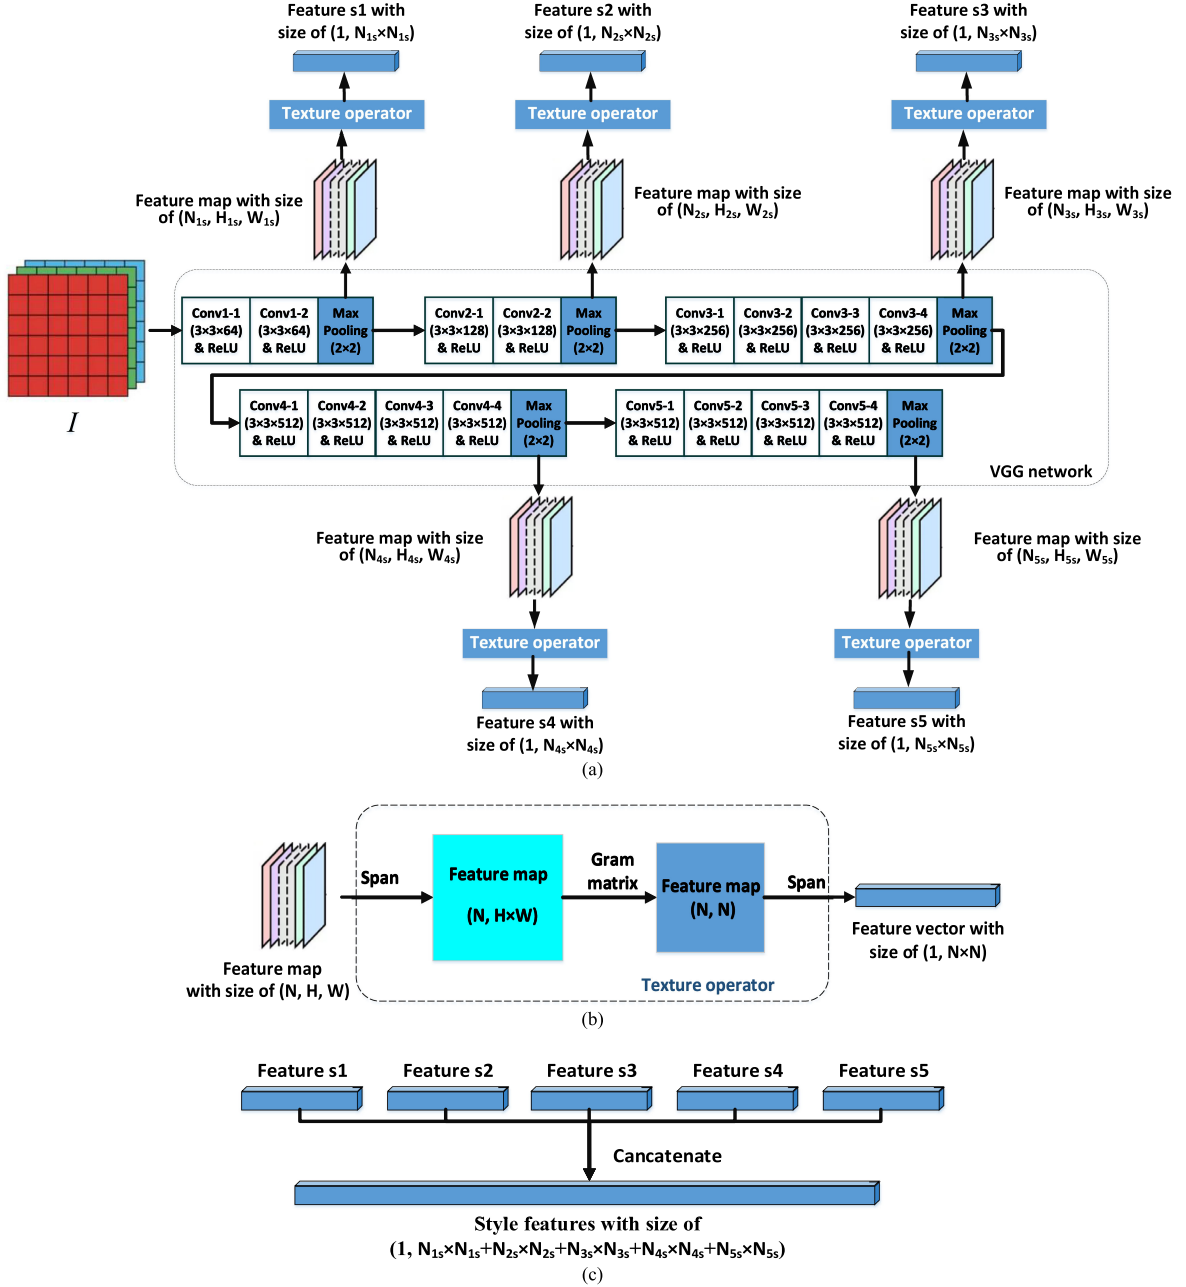 Feature s1 with
size of (1, N1s×N1s)
Feature s2 with
size of (1, N2s×N2s)
Feature s3 with
size of (1, N3s×N3s)
Texture operator
Texture operator
Texture operator
Feature map with size
of (N1s, H1s, W1s)
Feature map with size
of (N2s, H2s, W2s)
Feature map with size
of (N3s, H3s, W3s)
I
Conv1-1
(3×3×64)
& ReLU
Conv1-2
(3×3×64)
& ReLU
Max
Pooling
(2×2)
Conv2-1
(3×3×128)
& ReLU
Conv2-2
(3×3×128)
& ReLU
Max
Pooling
(2×2)
Conv3-1
(3×3×256)
& ReLU
Conv3-2
(3×3×256)
& ReLU
Conv3-3
(3×3×256)
& ReLU
Conv3-4
(3×3×256)
& ReLU
Max
Pooling
(2×2)
Conv4-1
(3×3×512)
& ReLU
Conv4-2
(3×3×512)
& ReLU
Conv4-3
(3×3×512)
& ReLU
Conv4-4
(3×3×512)
& ReLU
Max
Pooling
(2×2)
Conv5-1
(3×3×512)
& ReLU
Conv5-2
(3×3×512)
& ReLU
Conv5-3
(3×3×512)
& ReLU
Conv5-4
(3×3×512)
& ReLU
Max
Pooling
(2×2)
VGG network
Feature map with size
of (N4s, H4s, W4s)
Feature map with size
of (N5s, H5s, W5s)
Texture operator
Texture operator
Feature s4 with
size of (1, N4s×N4s)
Feature s5 with
size of (1, N5s×N5s)
(a)
Feature map
with size of (N, H, W)
Span
Feature map
(N, H×W)
Gram
matrix
Feature map
(N, N)
Span
Feature vector with
size of (1, N×N)
Texture operator
(b)
Feature s1
Feature s2
Feature s3
Feature s4
Feature s5
Cancatenate
Style features with size of
(1, N1s×N1s+N2s×N2s+N3s×N3s+N4s×N4s+N5s×N5s)
(c)